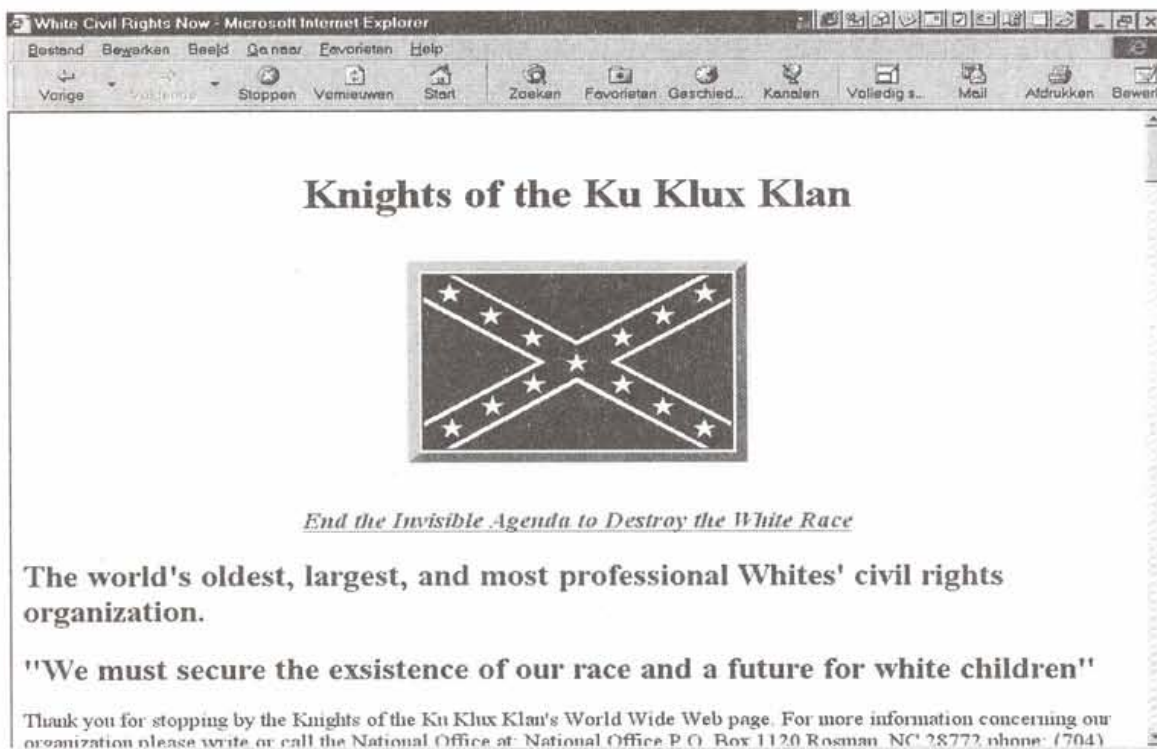 White Civil Rights Now - Microsoft Internet Explorer
Bestand Bewerken Beeld Ga naar Favorieten Help
Vorige Volgende Stoppen Vernieuwen Start Zoeken Favorieten Geschied... Kanalen Volledig s... Mail Afdrukken Bewerk
Knights of the Ku Klux Klan
End the Invisible Agenda to Destroy the White Race
The world's oldest, largest, and most professional Whites' civil rights
organization.
"We must secure the exsistence of our race and a future for white children"
Thank you for stopping by the Knights of the Ku Klux Klan's World Wide Web page. For more information concerning our
organization please write or call the National Office at: National Office P.O. Box 1120 Rosman, NC 28772 phone: (704)